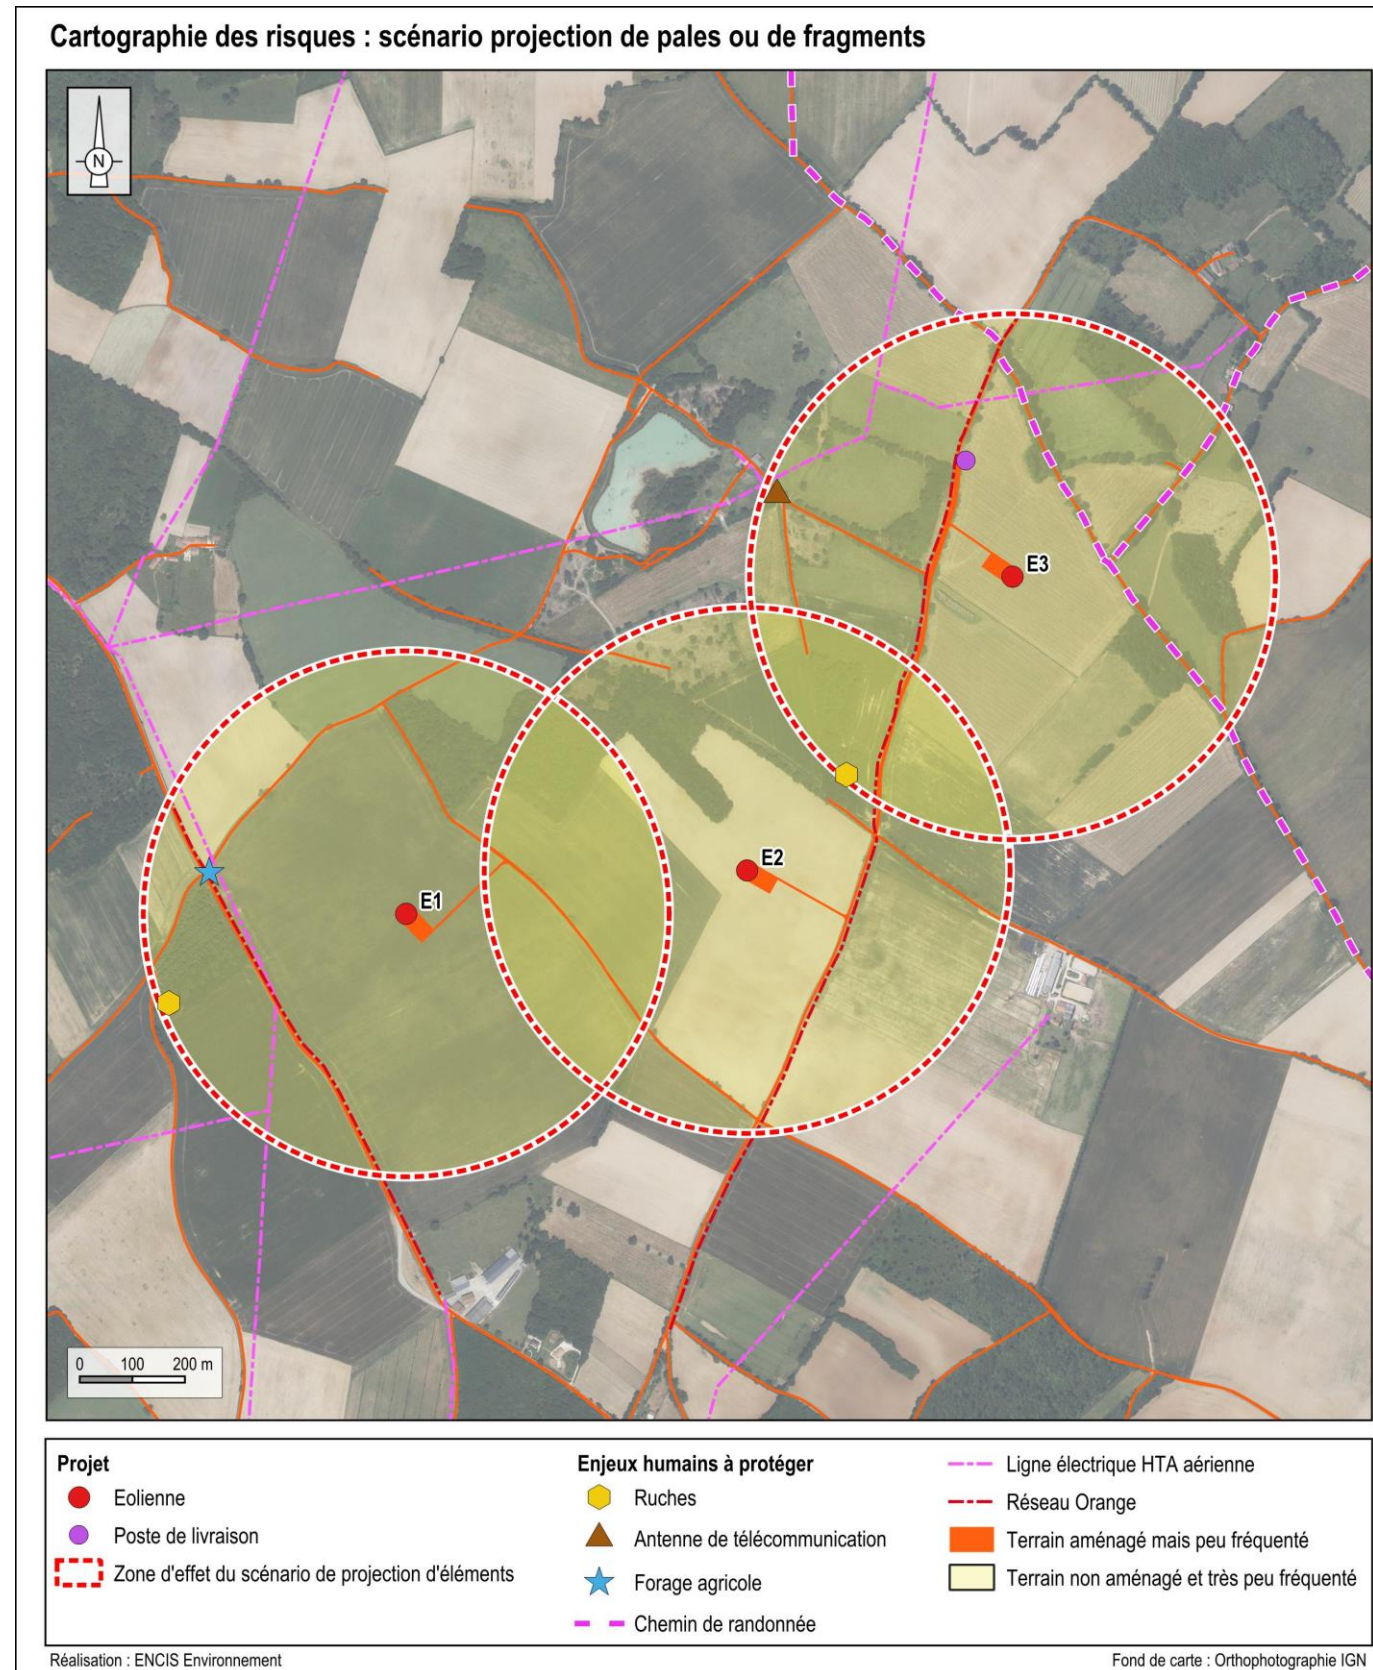 Cartographie des risques : scénario projection de pales ou de fragments
N
E3
E2
E1
0 100 200 m
Projet
Eolienne
Poste de livraison
Zone d'effet du scénario de projection d'éléments
Enjeux humains à protéger
Ruches
Antenne de télécommunication
Forage agricole
Chemin de randonnée
Ligne électrique HTA aérienne
Réseau Orange
Terrain aménagé mais peu fréquenté
Terrain non aménagé et très peu fréquenté
Réalisation : ENCIS Environnement
Fond de carte : Orthophotographie IGN